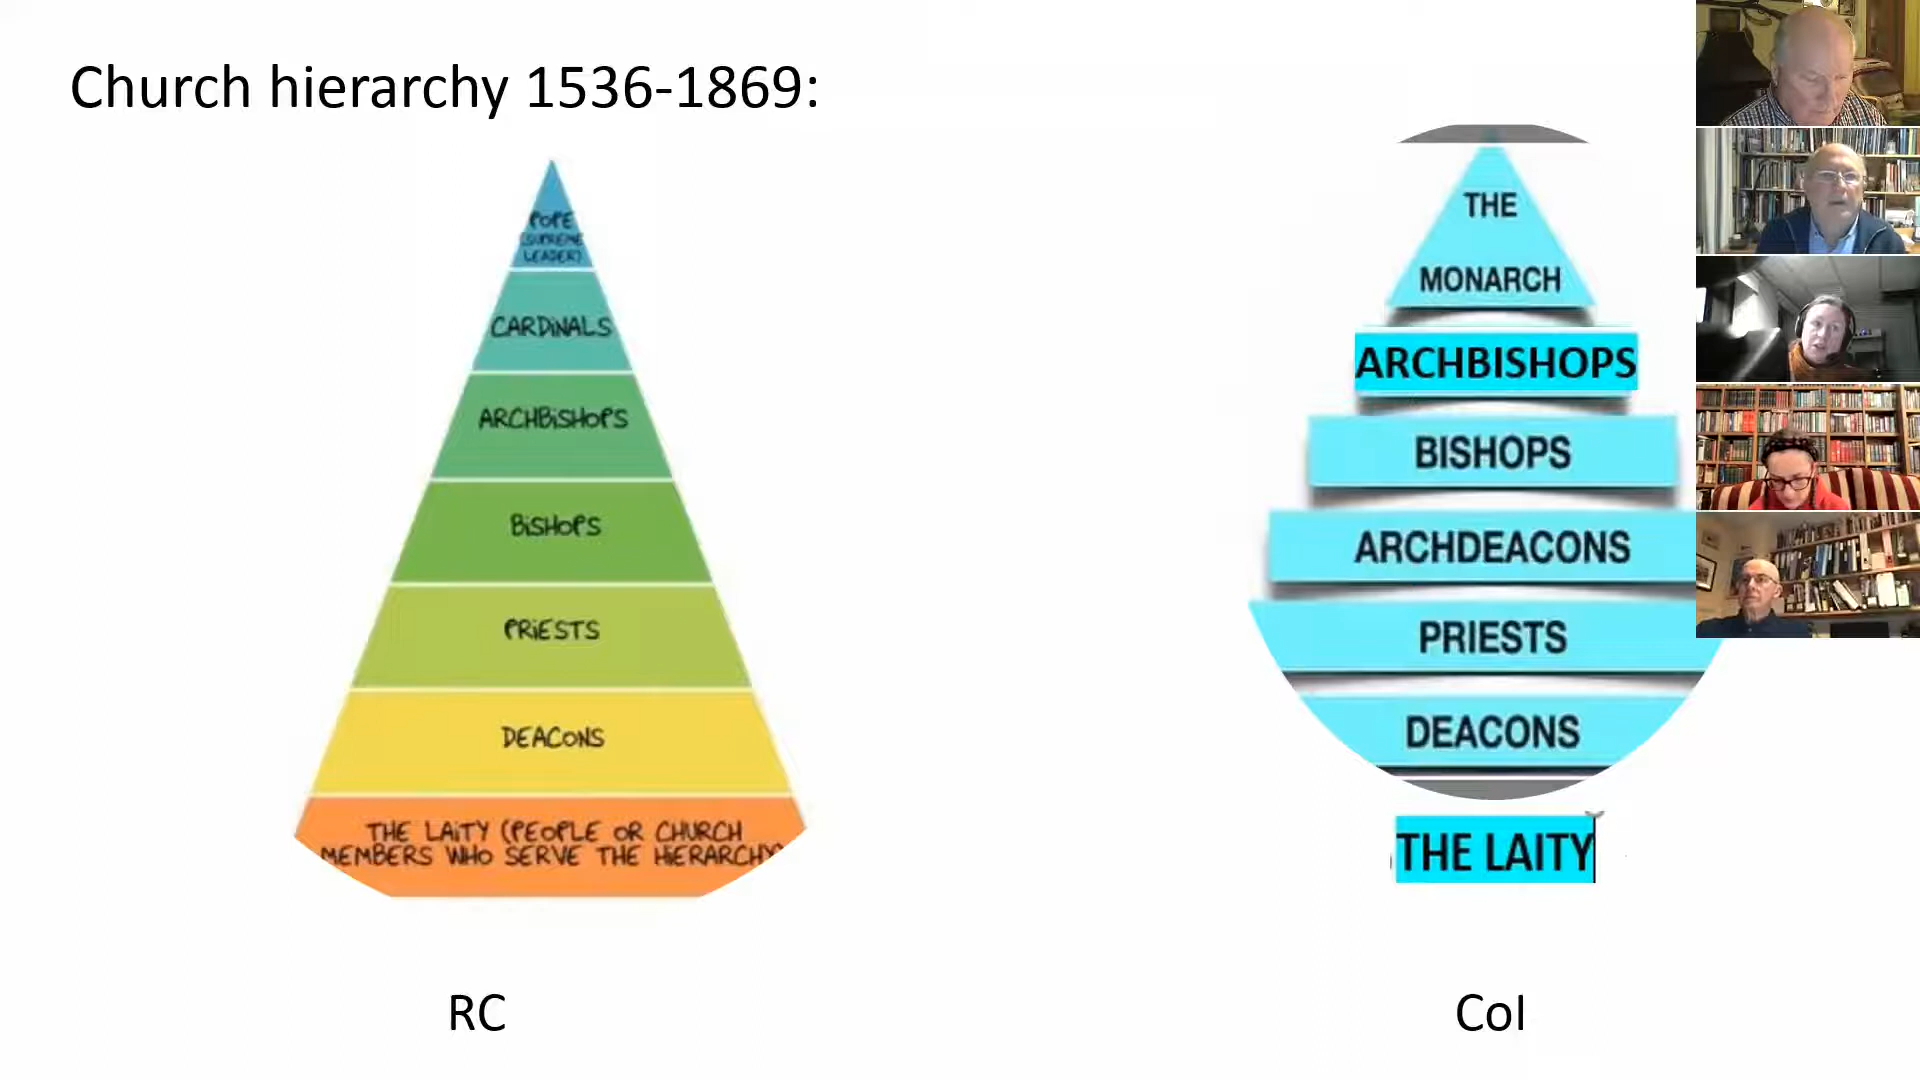 Church hierarchy 1536-1869:
POPE
(SUPREME
LEADER)
CARDiNALS
ARCHBiSHOPS
BiSHOPS
PRiESTS
DEACONS
THE LAiTY (PEOPLE OR CHURCH
MEMBERS WHO SERVE THE HiERARCHY)
RC
THE
MONARCH
ARCHBISHOPS
BISHOPS
ARCHDEACONS
PRIESTS
DEACONS
THE LAITY
CoI